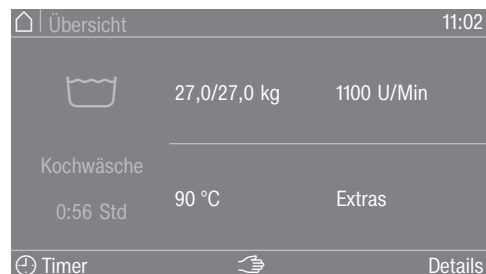 Übersicht 11:02
27,0/27,0 kg 1100 U/Min
Kochwäsche
0:56 Std
90 °C Extras
Timer Details